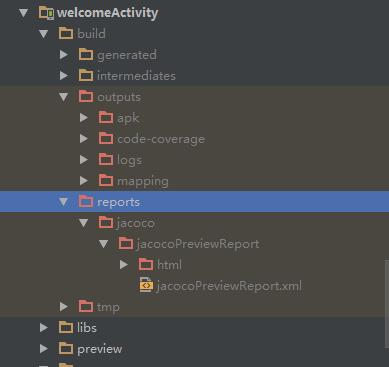 welcomeActivity
build
generated
intermediates
outputs
apk
code-coverage
logs
mapping
reports
jacoco
jacocoPreviewReport
html
jacocoPreviewReport.xml
tmp
libs
preview